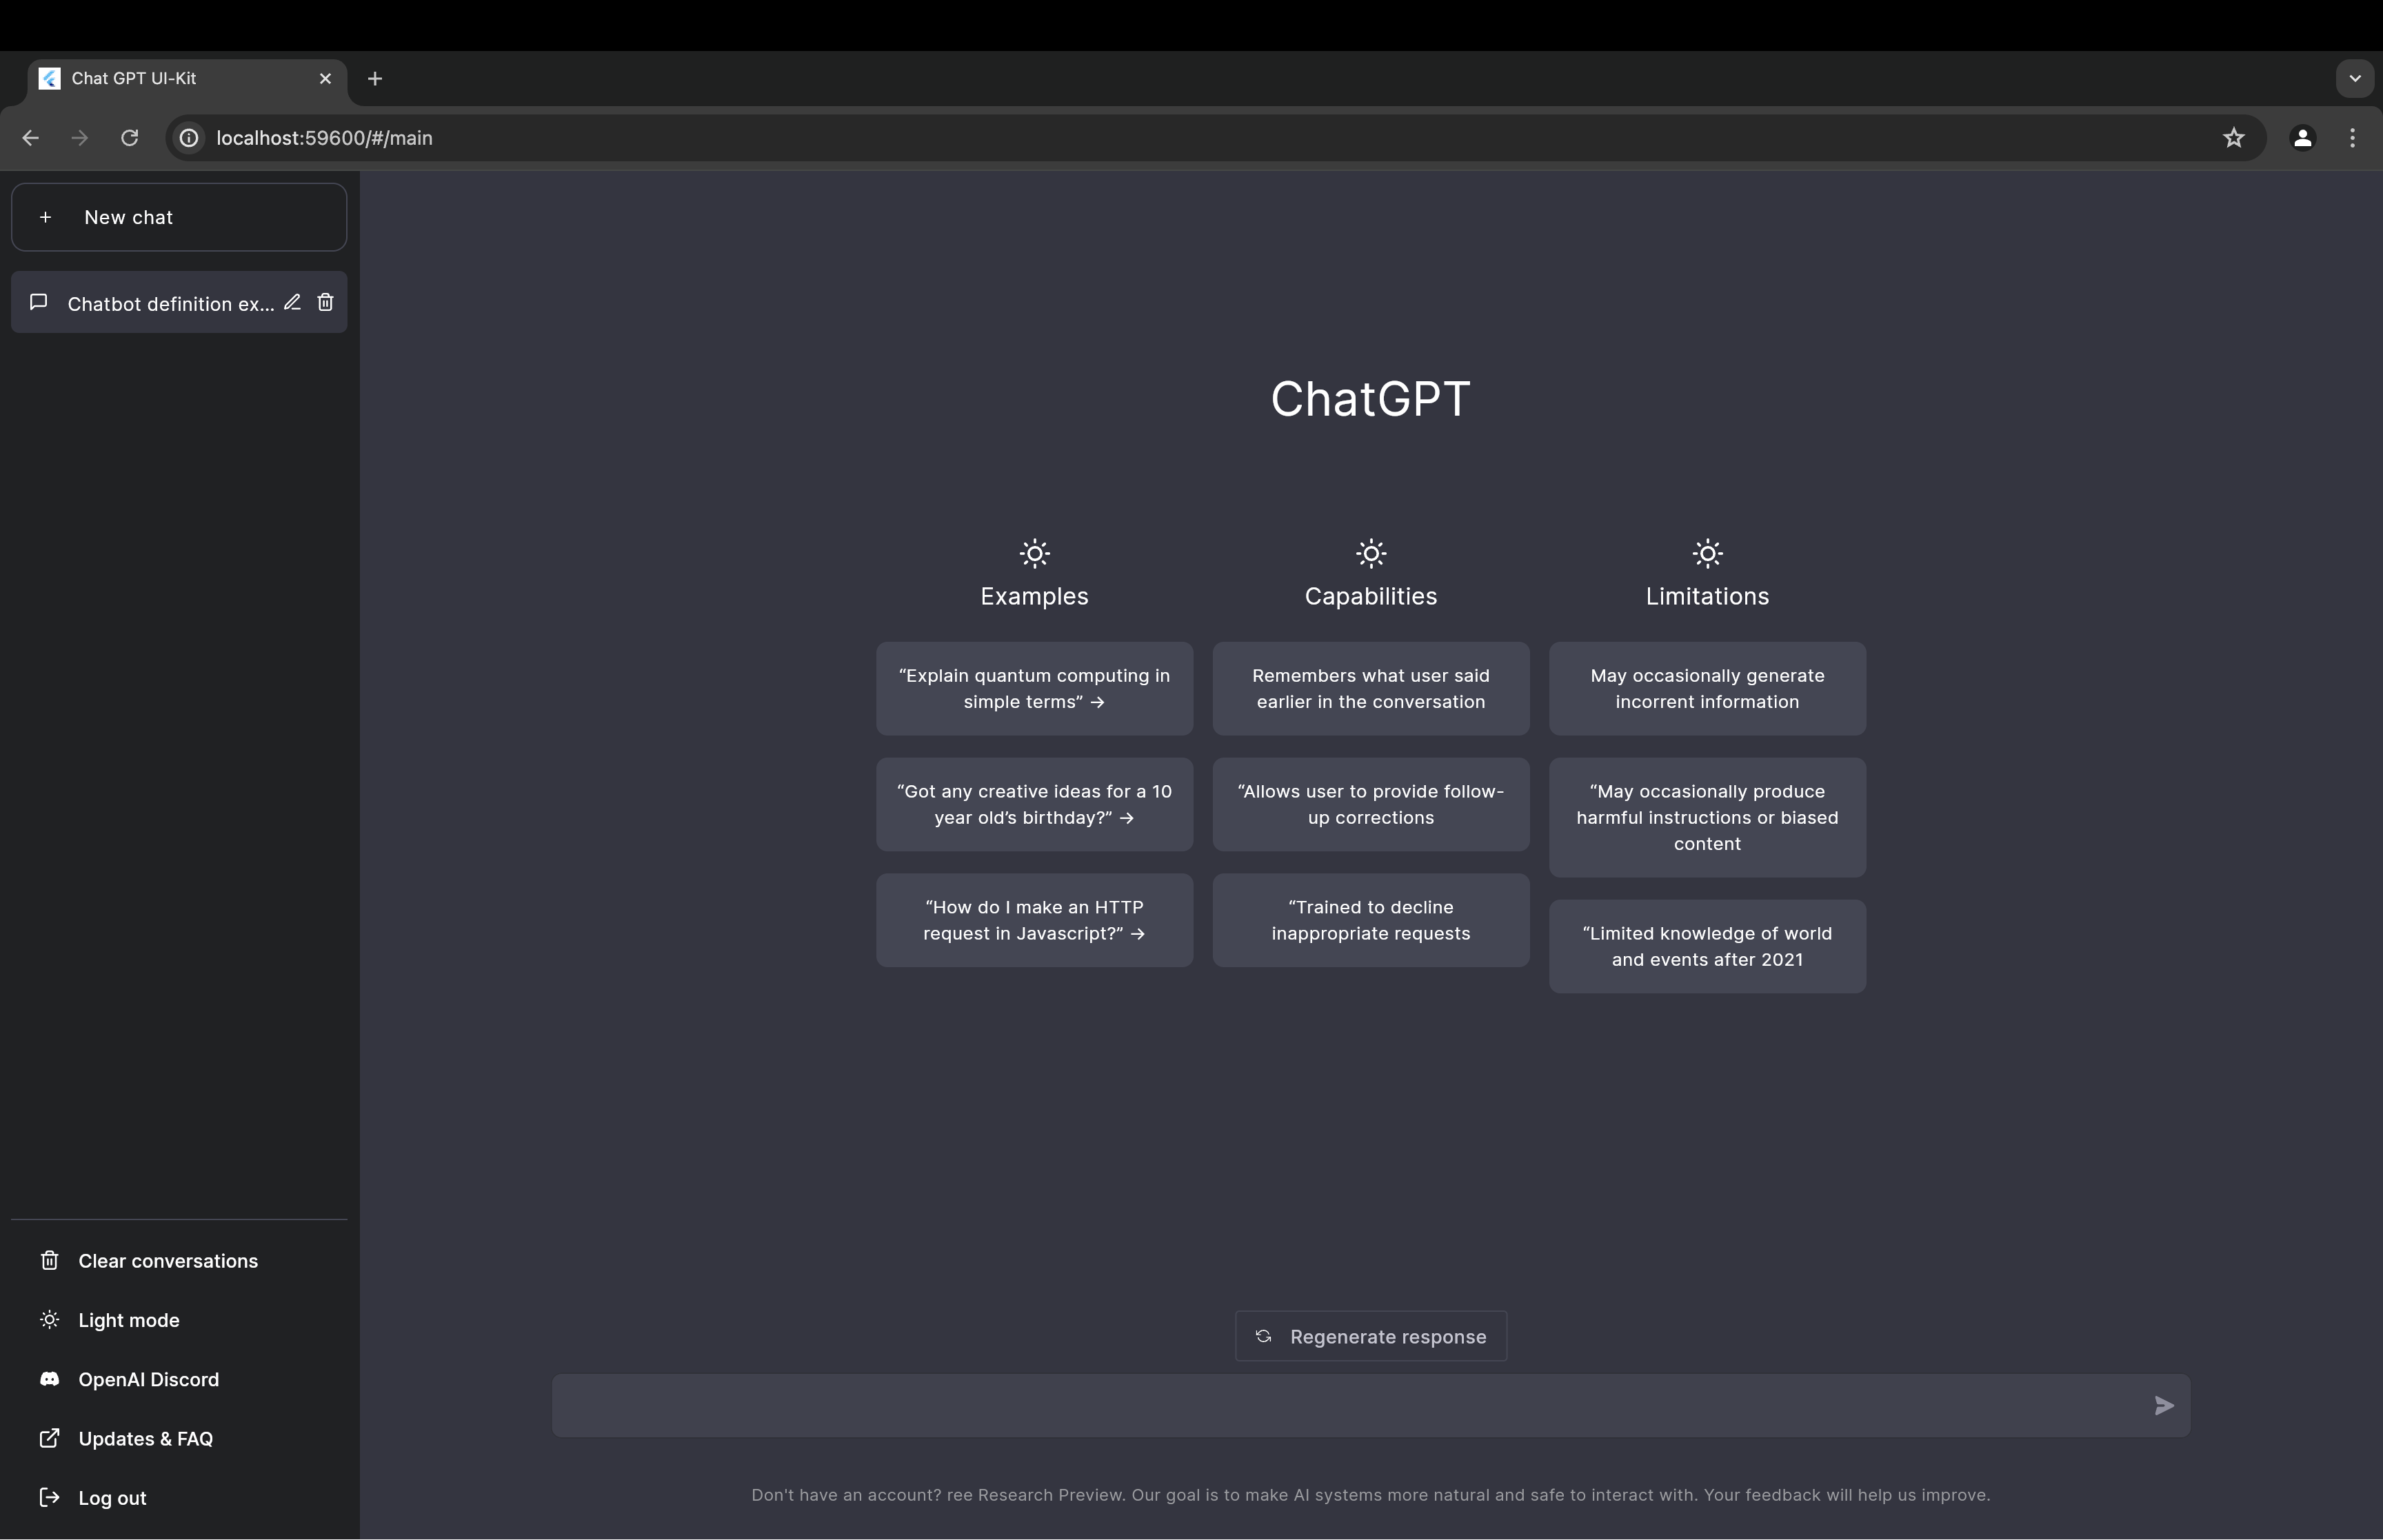 Chat GPT UI-Kit
localhost:59600/#/main
New chat
Chatbot definition ex...
ChatGPT
Examples
Capabilities
Limitations
“Explain quantum computing in
simple terms” →
Remembers what user said
earlier in the conversation
May occasionally generate
incorrent information
“Got any creative ideas for a 10
year old’s birthday?” →
“Allows user to provide follow-
up corrections
“May occasionally produce
harmful instructions or biased
content
“How do I make an HTTP
request in Javascript?” →
“Trained to decline
inappropriate requests
“Limited knowledge of world
and events after 2021
Clear conversations
Light mode
OpenAI Discord
Updates & FAQ
Log out
Regenerate response
Don't have an account? ree Research Preview. Our goal is to make AI systems more natural and safe to interact with. Your feedback will help us improve.